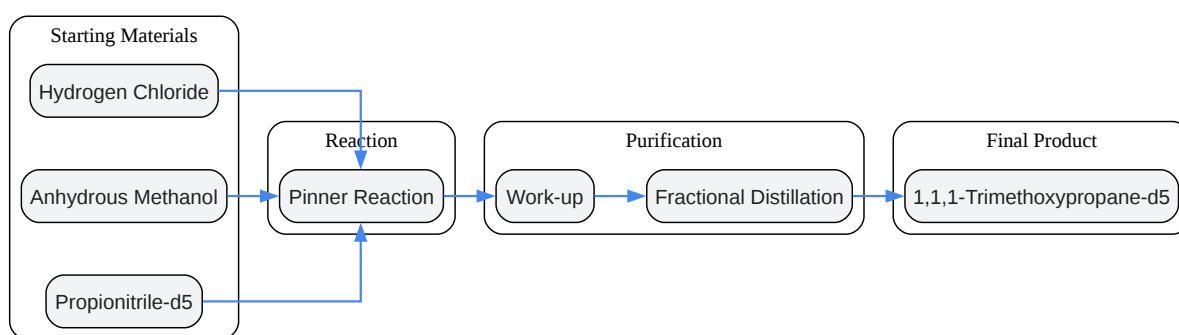 Starting Materials
Hydrogen Chloride
Anhydrous Methanol
Propionitrile-d5
Reaction
Pinner Reaction
Purification
Work-up
Fractional Distillation
Final Product
1,1,1-Trimethoxypropane-d5